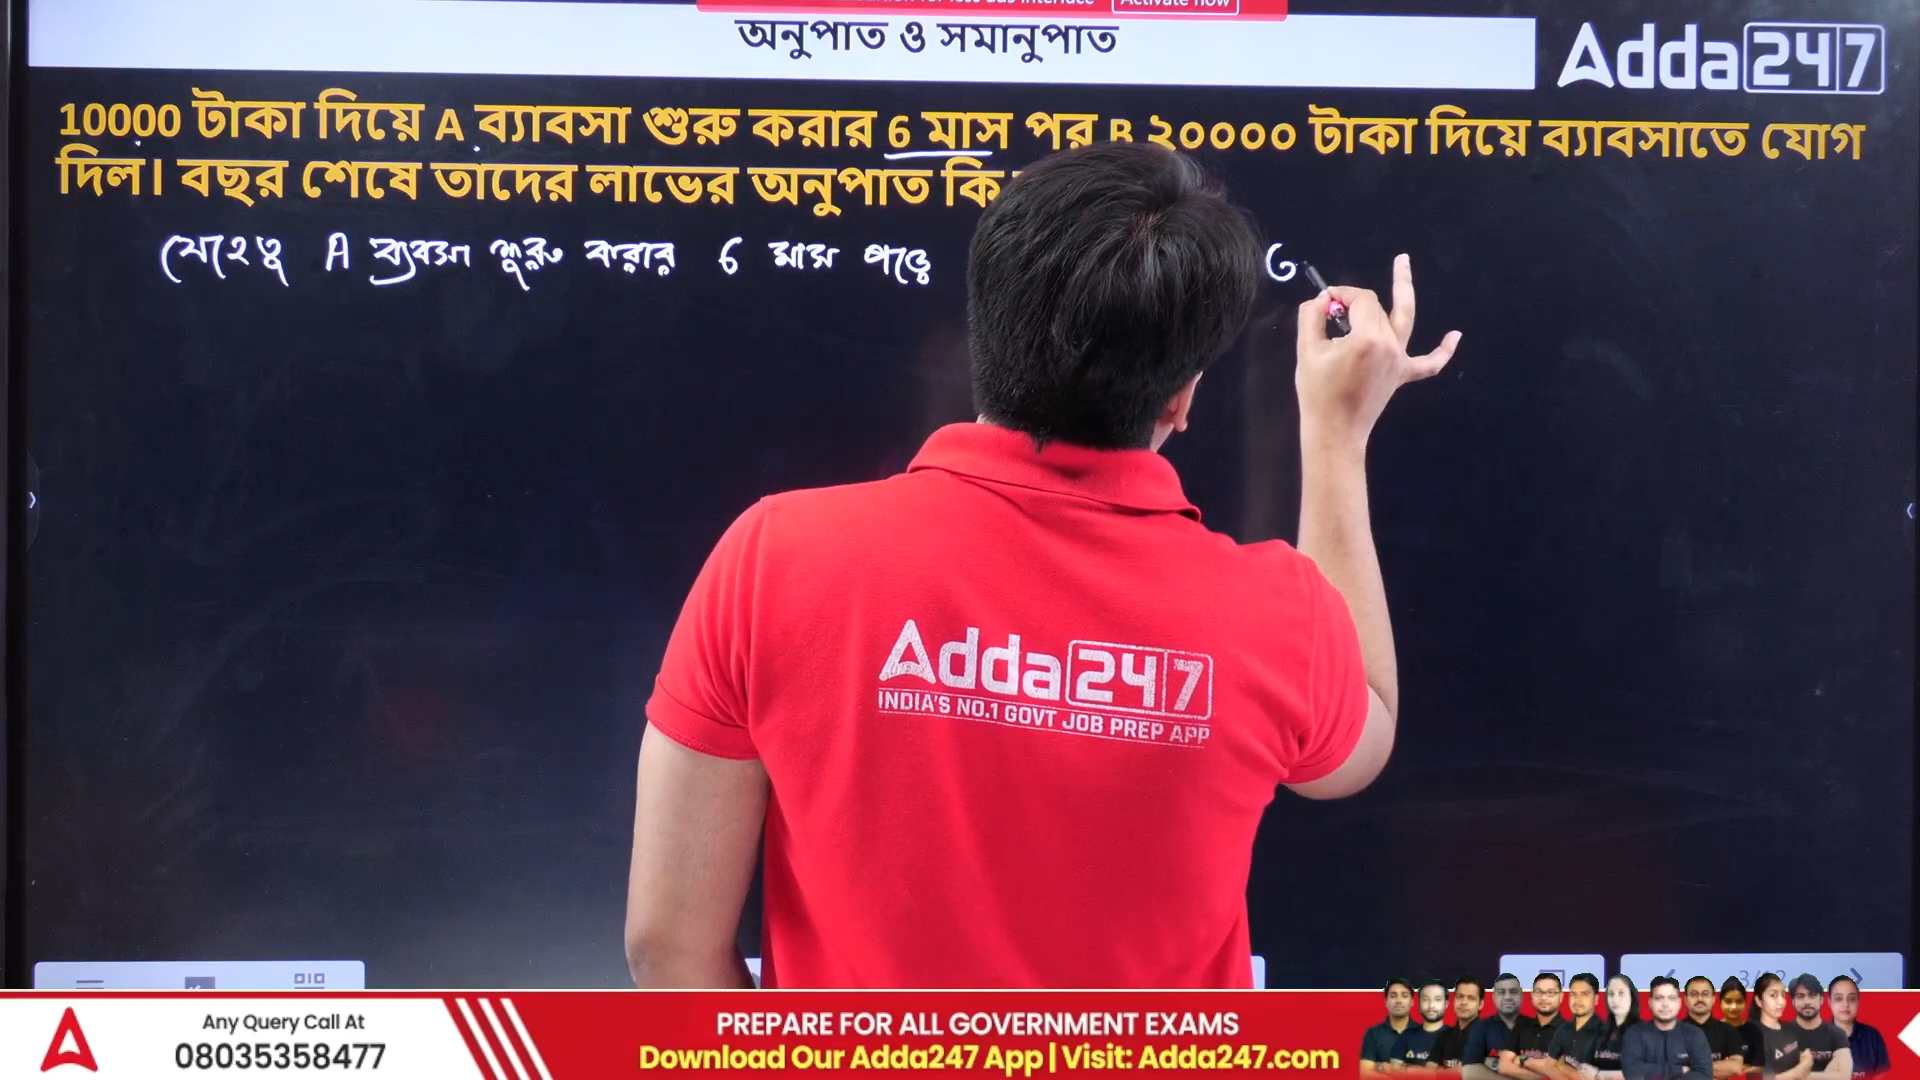 Activate now
অনুপাত ও সমানুপাত
Adda247
10000 টাকা দিয়ে A ব্যাবসা শুরু করার 6 মাস পর B ২০০০০ টাকা দিয়ে ব্যাবসাতে যোগ
দিল। বছর শেষে তাদের লাভের অনুপাত কি
যেহেতু A ব্যবসা শুরু করার 6 মাস পরে
Adda247
INDIA'S NO.1 GOVT JOB PREP APP
Any Query Call At
08035358477
PREPARE FOR ALL GOVERNMENT EXAMS
Download Our Adda247 App | Visit: Adda247.com